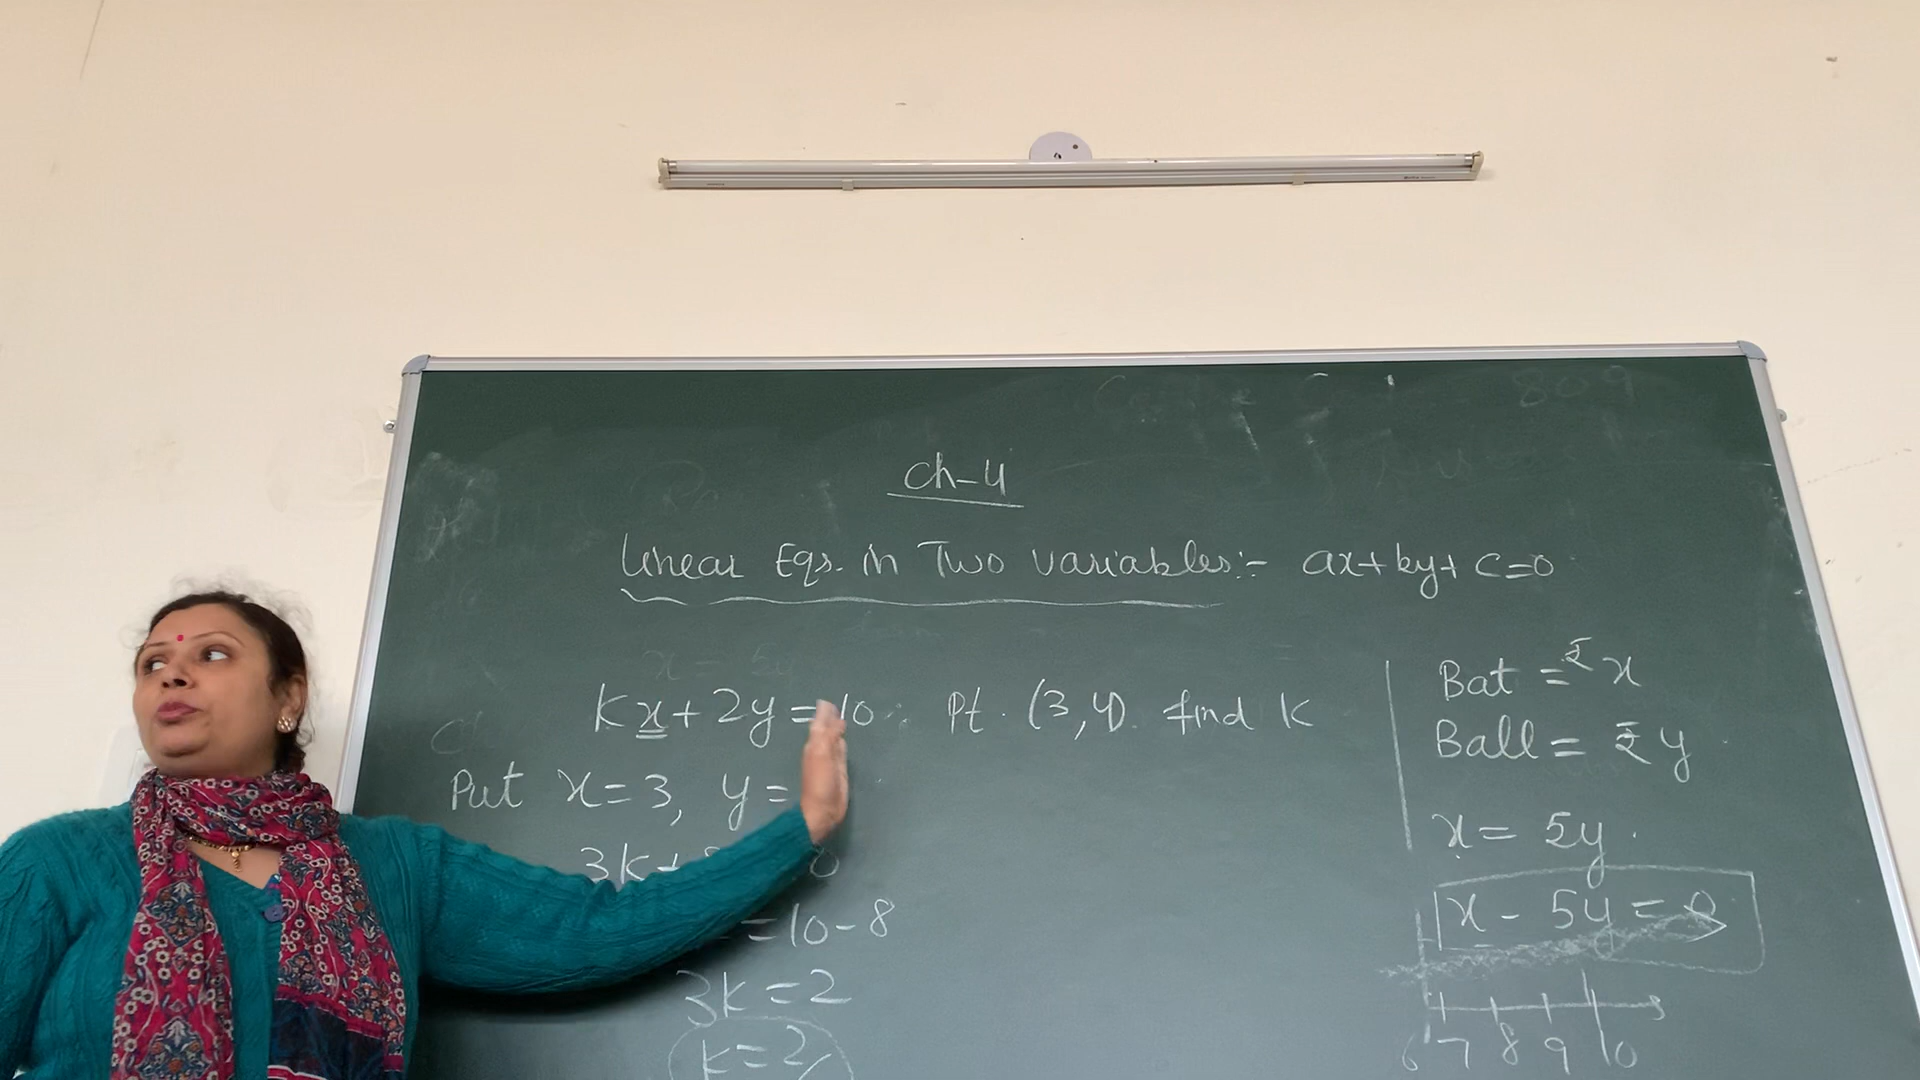 Ch-4
Linear Eqs. in Two variables:- ax+by+c=0
kx+2y=10. Pt. (3,4). find k
Put x=3, y=
3k+
=10-8
3k=2
k=2/
Bat = ₹ x
Ball = ₹ y
x = 5y.
x - 5y = 0
6 7 8 9 10